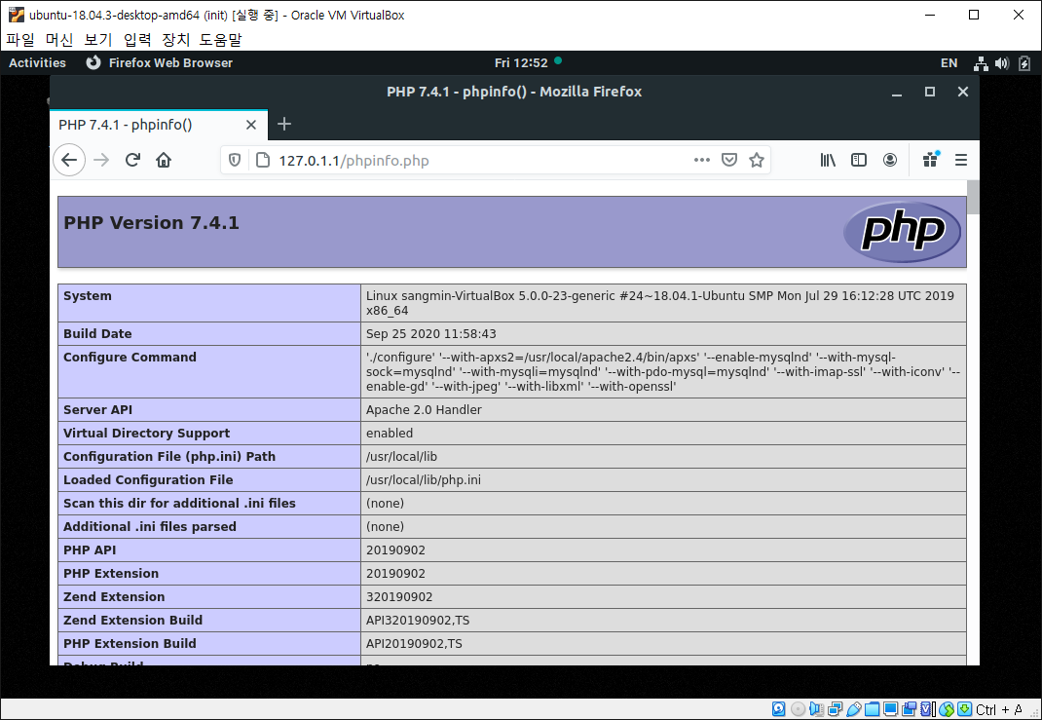 ubuntu-18.04.3-desktop-amd64 (init) [실행 중] - Oracle VM VirtualBox
파일 머신 보기 입력 장치 도움말
Activities Firefox Web Browser Fri 12:52 EN
PHP 7.4.1 - phpinfo() - Mozilla Firefox
PHP 7.4.1 - phpinfo()
127.0.1.1/phpinfo.php
PHP Version 7.4.1
php
System Linux sangmin-VirtualBox 5.0.0-23-generic #24~18.04.1-Ubuntu SMP Mon Jul 29 16:12:28 UTC 2019
x86_64
Build Date Sep 25 2020 11:58:43
Configure Command './configure' '--with-apxs2=/usr/local/apache2.4/bin/apxs' '--enable-mysqlnd' '--with-mysql-
sock=mysqlnd' '--with-mysqli=mysqlnd' '--with-pdo-mysql=mysqlnd' '--with-imap-ssl' '--with-iconv' '--
enable-gd' '--with-jpeg' '--with-libxml' '--with-openssl'
Server API Apache 2.0 Handler
Virtual Directory Support enabled
Configuration File (php.ini) Path /usr/local/lib
Loaded Configuration File /usr/local/lib/php.ini
Scan this dir for additional .ini files (none)
Additional .ini files parsed (none)
PHP API 20190902
PHP Extension 20190902
Zend Extension 320190902
Zend Extension Build API320190902,TS
PHP Extension Build API20190902,TS
Debug Build no
Ctrl + A